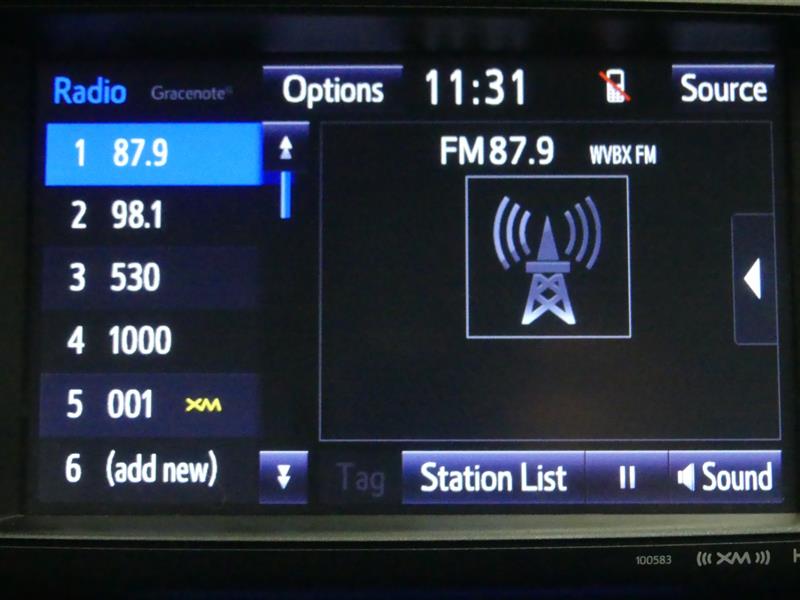 Radio Gracenote® Options 11:31 Source
1 87.9
2 98.1
3 530
4 1000
5 001 XM
6 (add new)
FM 87.9 WVBX FM
Tag Station List Sound
100583 ((( XM ))) H